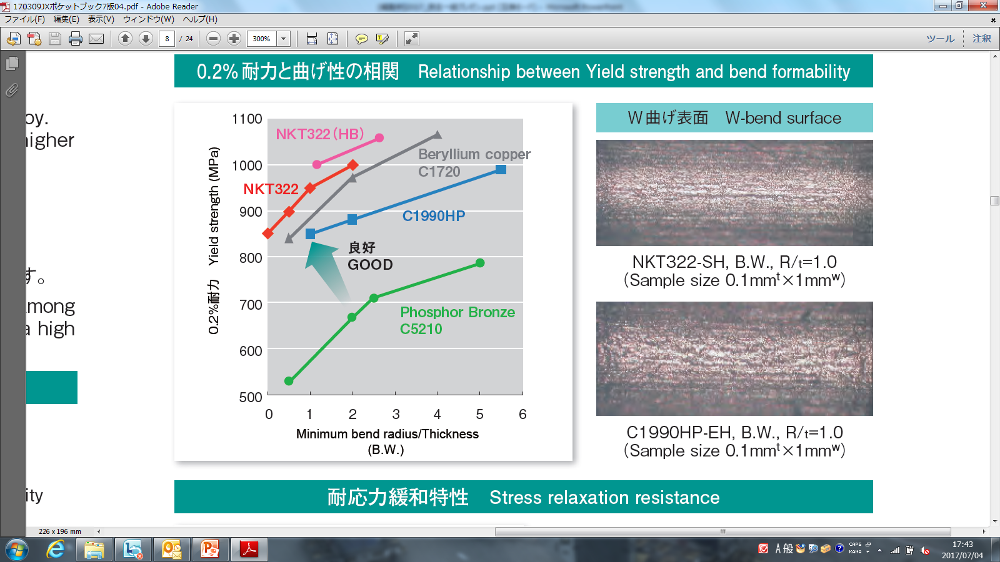 170309JXポケットブック7版04.pdf - Adobe Reader
ファイル(F) 編集(E) 表示(V) ウィンドウ(W) ヘルプ(H)
8 / 24 300% ツール 注釈
0.2%耐力と曲げ性の相関 Relationship between Yield strength and bend formability
oy.
higher
す。
among
a high
ity
0.2%耐力 Yield strength (MPa)
1100
1000
900
800
700
600
500
NKT322（HB）
Beryllium copper
C1720
NKT322
C1990HP
良好
GOOD
Phosphor Bronze
C5210
0 1 2 3 4 5 6
Minimum bend radius/Thickness
(B.W.)
W曲げ表面 W-bend surface
NKT322-SH, B.W., R/t=1.0
（Sample size 0.1mmᵗ×1mmʷ）
C1990HP-EH, B.W., R/t=1.0
（Sample size 0.1mmᵗ×1mmʷ）
耐応力緩和特性 Stress relaxation resistance
226 x 196 mm
A 般 CAPS
KANA
17:43
2017/07/04